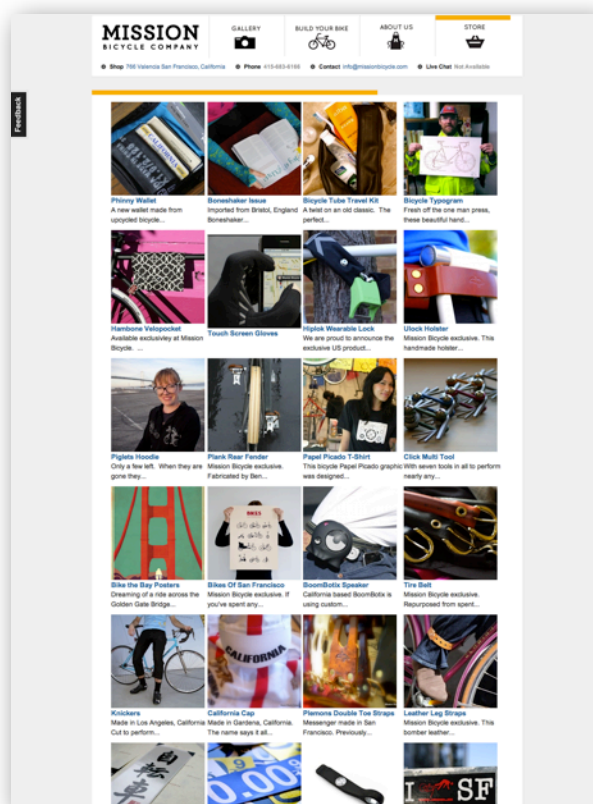 MISSION
BICYCLE COMPANY
GALLERY
BUILD YOUR BIKE
ABOUT US
STORE
Shop 766 Valencia San Francisco, California
Phone 415-683-6166
Contact info@missionbicycle.com
Live Chat Not Available
Feedback
Phinny Wallet
A new wallet made from
upcycled bicycle...
Boneshaker Issue
Imported from Bristol, England
Boneshaker...
Bicycle Tube Travel Kit
A twist on an old classic. The
perfect...
Bicycle Typogram
Fresh off the one man press,
these beautiful hand...
Hambone Velopocket
Available exclusivley at Mission
Bicycle. ...
Touch Screen Gloves
Hiplok Wearable Lock
We are proud to announce the
exclusive US product...
Ulock Holster
Mission Bicycle exclusive. This
handmade holster...
Piglets Hoodie
Only a few left. When they are
gone they...
Plank Rear Fender
Mission Bicycle exclusive.
Fabricated by Ben...
Papel Picado T-Shirt
This bicycle Papel Picado graphic
was designed...
Click Multi Tool
With seven tools in all to perform
nearly any...
Bike the Bay Posters
Dreaming of a ride across the
Golden Gate Bridge...
Bikes Of San Francisco
Mission Bicycle exclusive. If
you've spent any...
BoomBotix Speaker
California based BoomBotix is
using custom...
Tire Belt
Mission Bicycle exclusive.
Repurposed from spent...
CALIFORNIA
Knickers
Made in Los Angeles, California
Cut to perform...
California Cap
Made in Gardena, California.
The name says it all...
Plemons Double Toe Straps
Messenger made in San
Francisco. Previously...
Leather Leg Straps
Mission Bicycle exclusive. This
bomber leather...
自転車
I SF